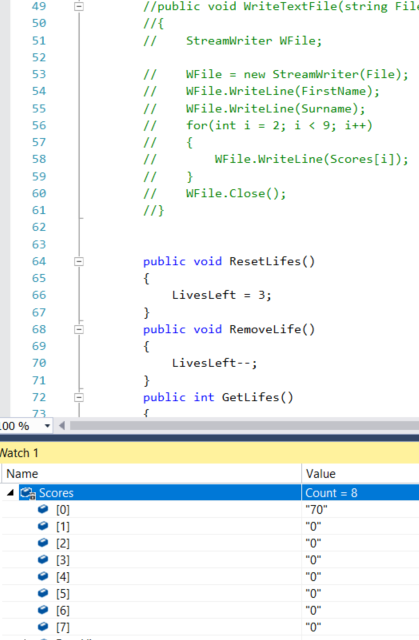 49 //public void WriteTextFile(string File
50 //{
51 // StreamWriter WFile;
52
53 // WFile = new StreamWriter(File);
54 // WFile.WriteLine(FirstName);
55 // WFile.WriteLine(Surname);
56 // for(int i = 2; i < 9; i++)
57 // {
58 // WFile.WriteLine(Scores[i]);
59 // }
60 // WFile.Close();
61 //}
62
63
64 public void ResetLifes()
65 {
66 LivesLeft = 3;
67 }
68 public void RemoveLife()
69 {
70 LivesLeft--;
71 }
72 public int GetLifes()
73 {
.00 %
Watch 1
Name Value
Scores Count = 8
[0] "70"
[1] "0"
[2] "0"
[3] "0"
[4] "0"
[5] "0"
[6] "0"
[7] "0"